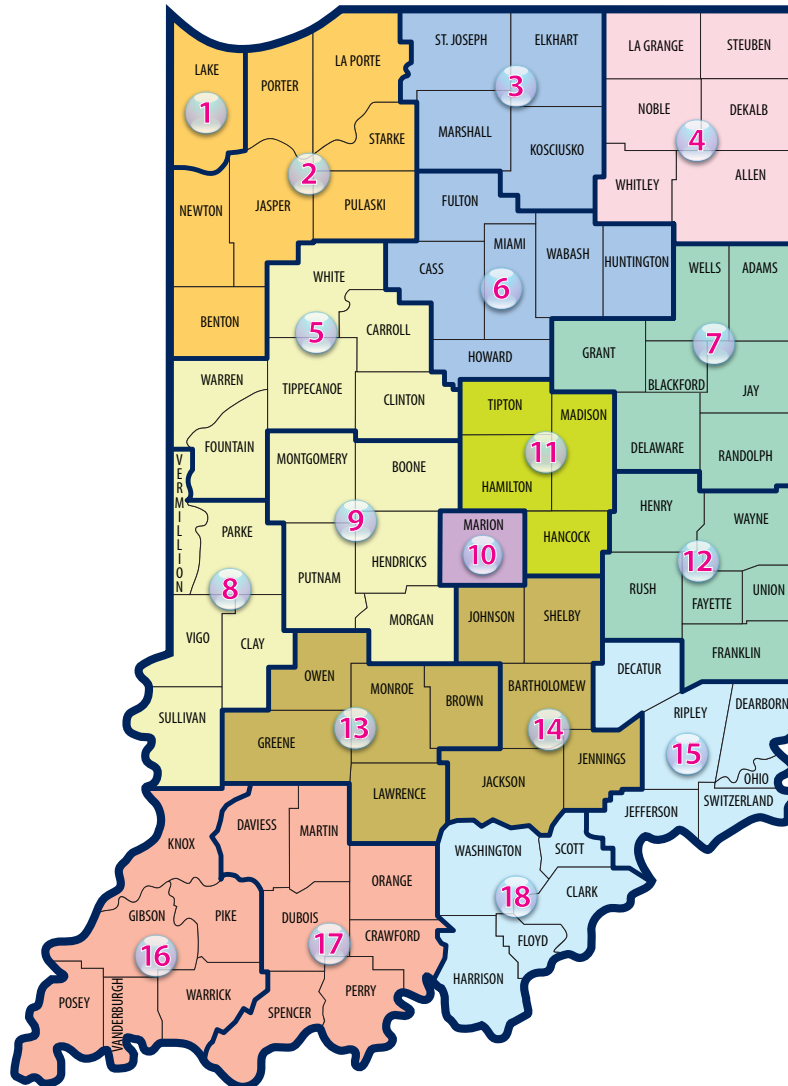 ST. JOSEPH
ELKHART
LA GRANGE
STEUBEN
LA PORTE
LAKE
PORTER
3
1
NOBLE
DEKALB
MARSHALL
STARKE
4
KOSCIUSKO
2
WHITLEY
ALLEN
NEWTON
JASPER
PULASKI
FULTON
MIAMI
CASS
WABASH
HUNTINGTON
WELLS
ADAMS
WHITE
6
BENTON
5
CARROLL
7
HOWARD
GRANT
WARREN
BLACKFORD
JAY
TIPPECANOE
CLINTON
TIPTON
MADISON
FOUNTAIN
DELAWARE
RANDOLPH
11
MONTGOMERY
BOONE
VERMILLION
HAMILTON
HENRY
9
MARION
WAYNE
PARKE
10
HANCOCK
HENDRICKS
PUTNAM
12
8
RUSH
UNION
FAYETTE
MORGAN
JOHNSON
SHELBY
VIGO
CLAY
FRANKLIN
OWEN
DECATUR
MONROE
BROWN
BARTHOLOMEW
DEARBORN
SULLIVAN
RIPLEY
13
14
GREENE
15
JENNINGS
OHIO
JACKSON
LAWRENCE
SWITZERLAND
JEFFERSON
DAVIESS
MARTIN
KNOX
WASHINGTON
SCOTT
ORANGE
CLARK
18
GIBSON
PIKE
DUBOIS
CRAWFORD
FLOYD
17
16
HARRISON
POSEY
VANDERBURGH
WARRICK
PERRY
SPENCER